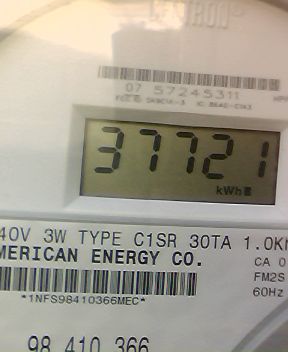 07 57245311
37721
kWh
40V 3W TYPE C1SR 30TA 1.0K
MERICAN ENERGY CO.
CA 0
FM2S
60Hz
*1NFS98410366MEC*
98 410 366